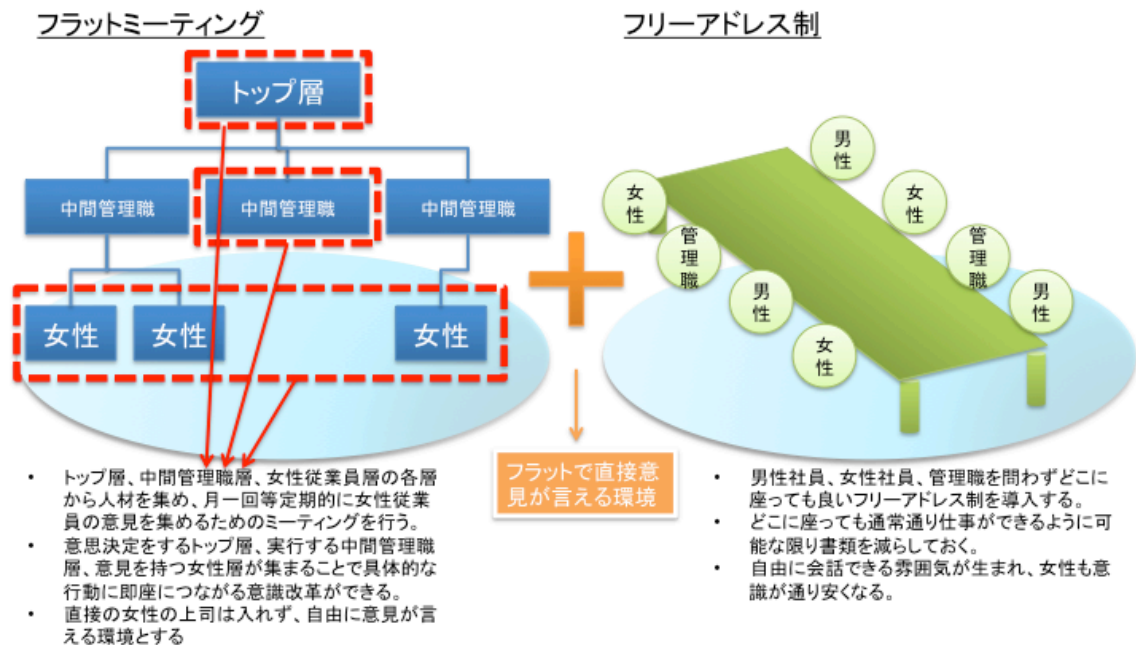 フラットミーティング
トップ層
中間管理職
中間管理職
中間管理職
女性
女性
女性
・ トップ層、中間管理職層、女性従業員層の各層
から人材を集め、月一回等定期的に女性従業
員の意見を集めるためのミーティングを行う。
・ 意思決定をするトップ層、実行する中間管理職
層、意見を持つ女性層が集まることで具体的な
行動に即座につながる意識改革ができる。
・ 直接の女性の上司は入れず、自由に意見が言
える環境とする
フラットで直接意
見が言える環境
フリーアドレス制
男性
女性
女性
管理職
管理職
男性
男性
女性
・ 男性社員、女性社員、管理職を問わずどこに
座っても良いフリーアドレス制を導入する。
・ どこに座っても通常通り仕事ができるように可
能な限り書類を減らしておく。
・ 自由に会話できる雰囲気が生まれ、女性も意
識が通り安くなる。